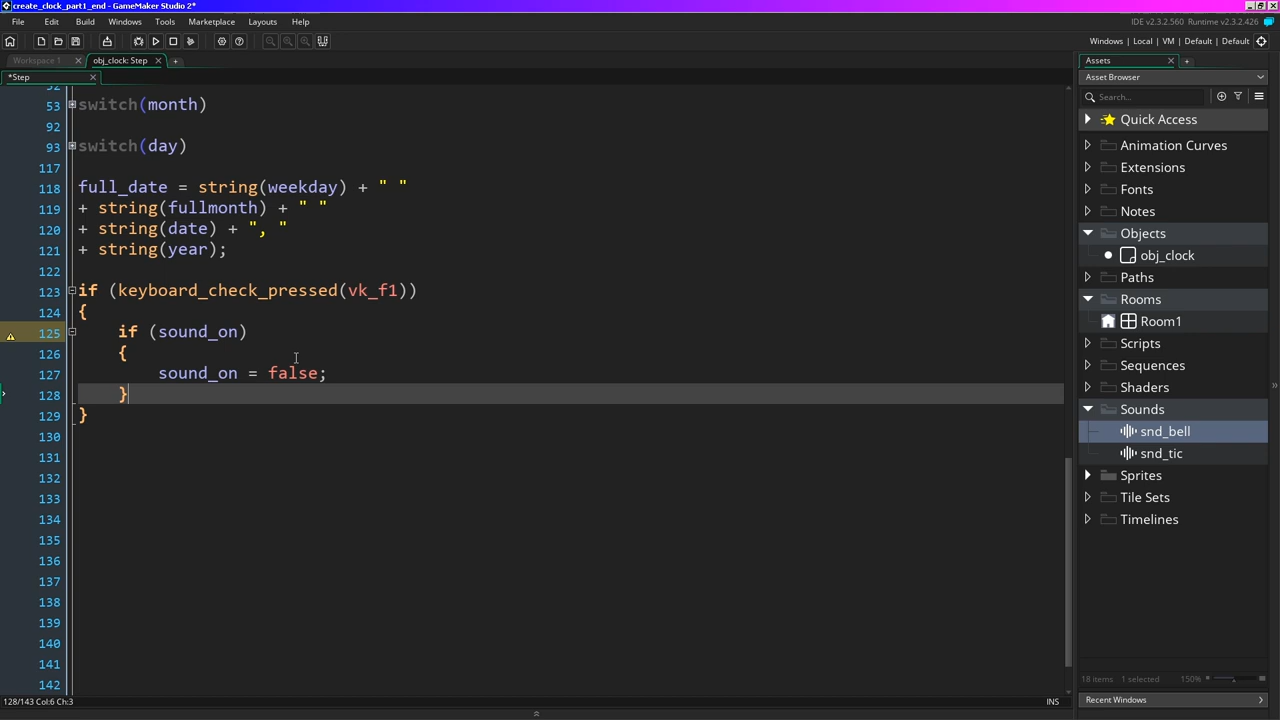 create_clock_part1_end - GameMaker Studio 2*
File Edit Build Windows Tools Marketplace Layouts Help
IDE v2.3.2.560 Runtime v2.3.2.426
Windows | Local | VM | Default | Default
Workspace 1
obj_clock: Step
*Step
52
53 switch(month)
92
93 switch(day)
117
118 full_date = string(weekday) + " "
119 + string(fullmonth) + " "
120 + string(date) + ", "
121 + string(year);
122
123 if (keyboard_check_pressed(vk_f1))
124 {
125 if (sound_on)
126 {
127 sound_on = false;
128 }
129 }
130
131
132
133
134
135
136
137
138
139
140
141
142
128/143 Col:6 Ch:3
INS
Assets
Asset Browser
Search...
Quick Access
Animation Curves
Extensions
Fonts
Notes
Objects
obj_clock
Paths
Rooms
Room1
Scripts
Sequences
Shaders
Sounds
snd_bell
snd_tic
Sprites
Tile Sets
Timelines
18 items 1 selected 150%
Recent Windows